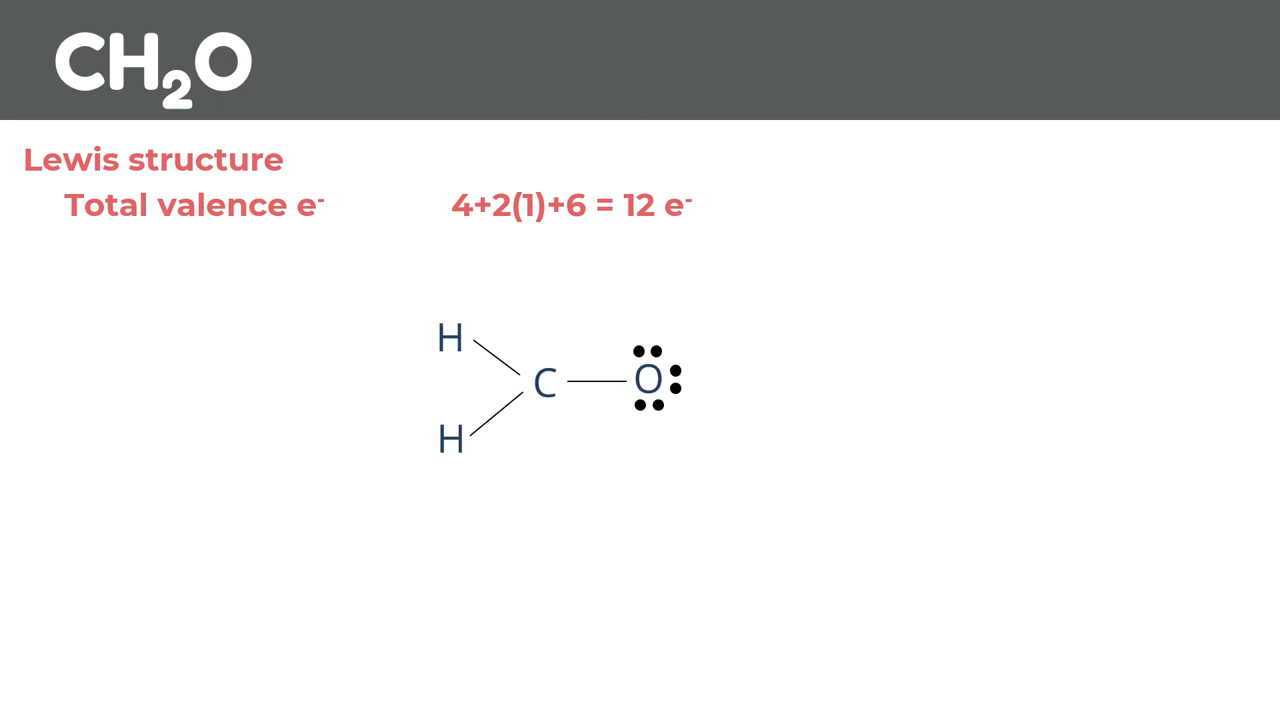 CH₂O
Lewis structure
Total valence e⁻ 4+2(1)+6 = 12 e⁻
H
C O
H